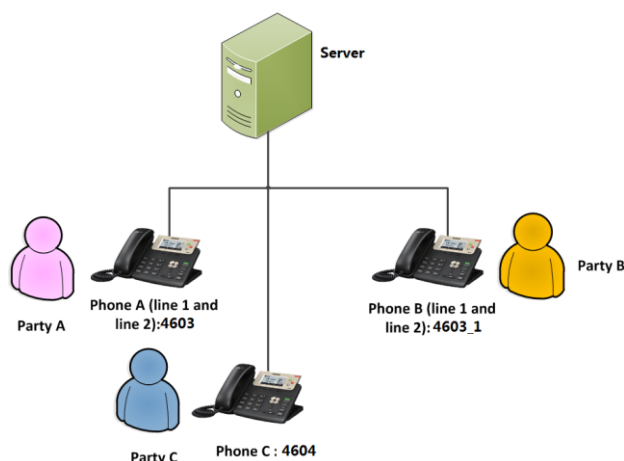 Server
Party A
Phone A (line 1 and
line 2):4603
Phone B (line 1 and
line 2): 4603_1
Party B
Party C
Phone C : 4604